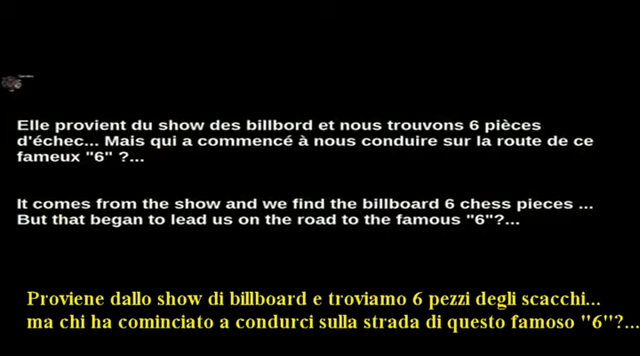 Elle provient du show des billbord et nous trouvons 6 pièces
d'échec... Mais qui a commencé à nous conduire sur la route de ce
fameux "6" ?...
It comes from the show and we find the billboard 6 chess pieces ...
But that began to lead us on the road to the famous "6"?...
Proviene dallo show di billboard e troviamo 6 pezzi degli scacchi...
ma chi ha cominciato a condurci sulla strada di questo famoso "6"?...